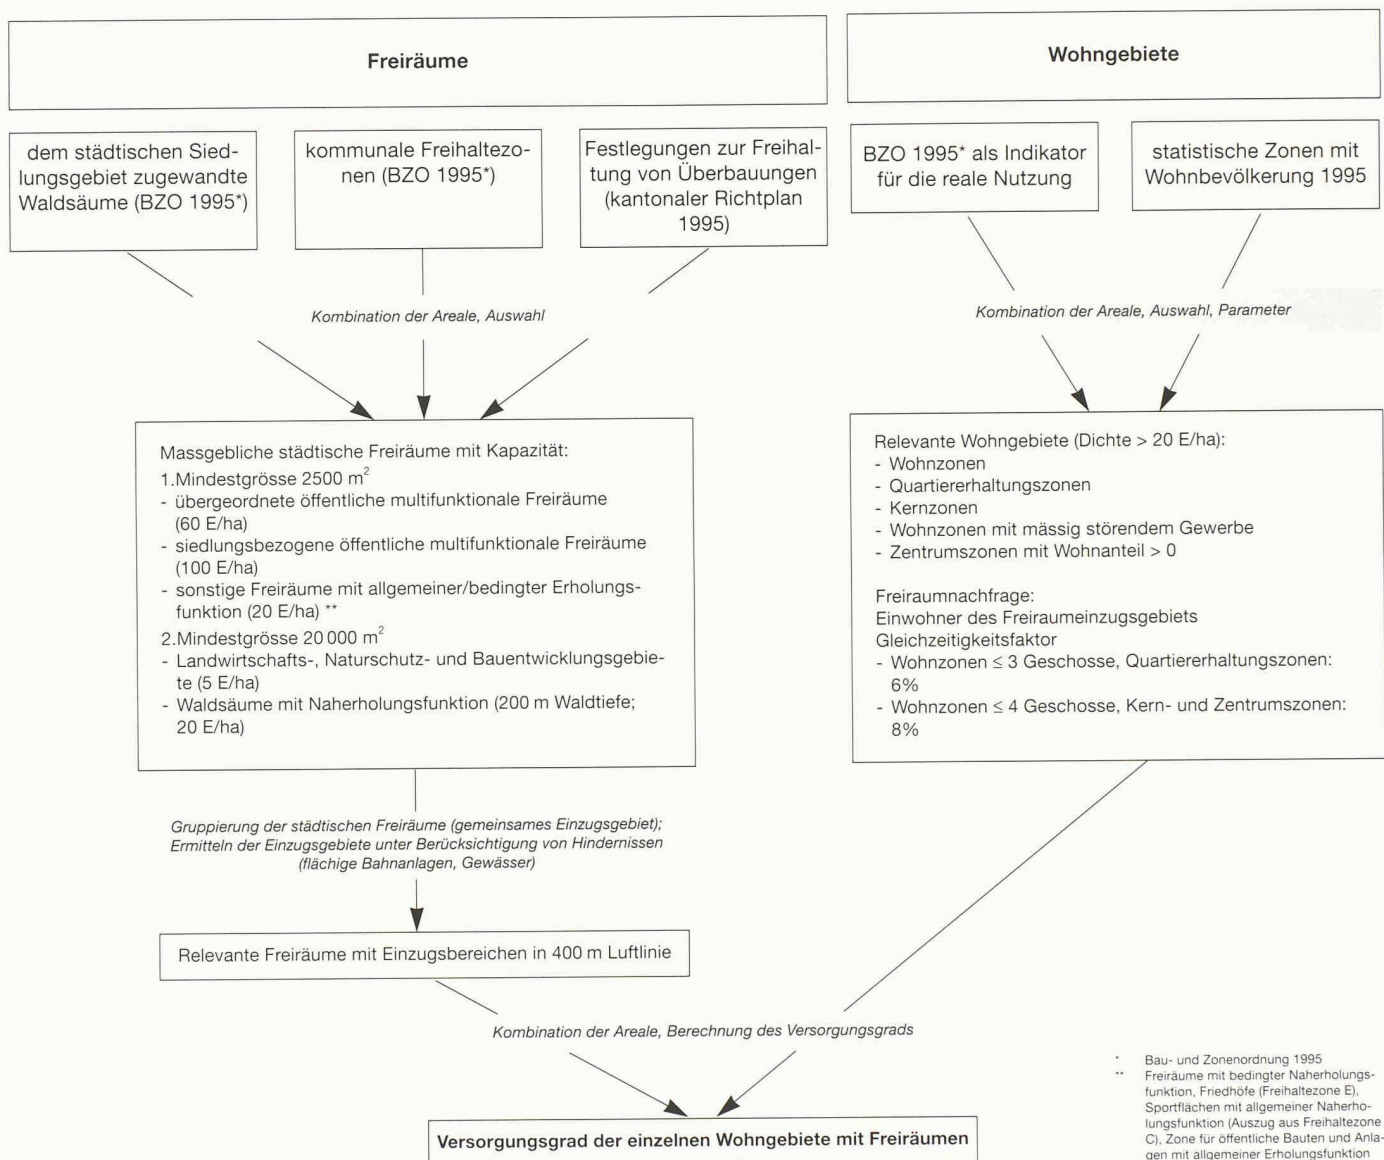 Freiräume
Wohngebiete
dem städtischen Sied-
lungsgebiet zugewandte
Waldsäume (BZO 1995*)
kommunale Freihaltezo-
nen (BZO 1995*)
Festlegungen zur Freihal-
tung von Überbauungen
(kantonaler Richtplan
1995)
BZO 1995* als Indikator
für die reale Nutzung
statistische Zonen mit
Wohnbevölkerung 1995
Kombination der Areale, Auswahl
Kombination der Areale, Auswahl, Parameter
Massgebliche städtische Freiräume mit Kapazität:
1.Mindestgrösse 2500 m²
- übergeordnete öffentliche multifunktionale Freiräume
(60 E/ha)
- siedlungsbezogene öffentliche multifunktionale Freiräume
(100 E/ha)
- sonstige Freiräume mit allgemeiner/bedingter Erholungs-
funktion (20 E/ha) **
2.Mindestgrösse 20 000 m²
- Landwirtschafts-, Naturschutz- und Bauentwicklungsgebie-
te (5 E/ha)
- Waldsäume mit Naherholungsfunktion (200 m Waldtiefe;
20 E/ha)
Relevante Wohngebiete (Dichte > 20 E/ha):
- Wohnzonen
- Quartiererhaltungszonen
- Kernzonen
- Wohnzonen mit mässig störendem Gewerbe
- Zentrumszonen mit Wohnanteil > 0
Freiraumnachfrage:
Einwohner des Freiraumeinzugsgebiets
Gleichzeitigkeitsfaktor
- Wohnzonen ≤ 3 Geschosse, Quartiererhaltungszonen:
6%
- Wohnzonen ≤ 4 Geschosse, Kern- und Zentrumszonen:
8%
Gruppierung der städtischen Freiräume (gemeinsames Einzugsgebiet);
Ermitteln der Einzugsgebiete unter Berücksichtigung von Hindernissen
(flächige Bahnanlagen, Gewässer)
Relevante Freiräume mit Einzugsbereichen in 400 m Luftlinie
Kombination der Areale, Berechnung des Versorgungsgrads
Versorgungsgrad der einzelnen Wohngebiete mit Freiräumen
* Bau- und Zonenordnung 1995
** Freiräume mit bedingter Naherholungs-
funktion, Friedhöfe (Freihaltezone E),
Sportflächen mit allgemeiner Naherho-
lungsfunktion (Auszug aus Freihaltezone
C), Zone für öffentliche Bauten und Anla-
gen mit allgemeiner Erholungsfunktion